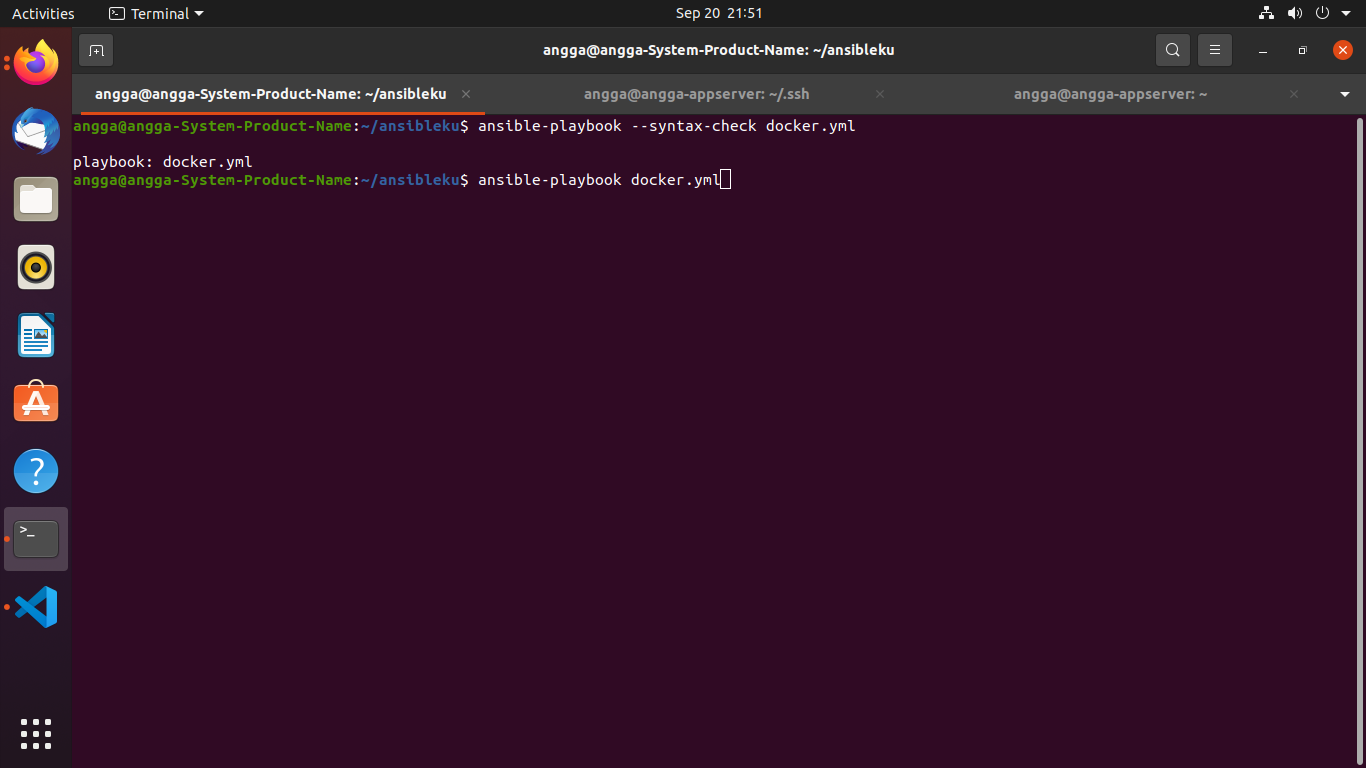 Activities Terminal Sep 20 21:51
angga@angga-System-Product-Name: ~/ansibleku
angga@angga-System-Product-Name: ~/ansibleku angga@angga-appserver: ~/.ssh angga@angga-appserver: ~
angga@angga-System-Product-Name:~/ansibleku$ ansible-playbook --syntax-check docker.yml
playbook: docker.yml
angga@angga-System-Product-Name:~/ansibleku$ ansible-playbook docker.yml